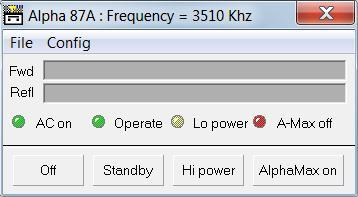 Alpha 87A : Frequency = 3510 Khz
File Config
Fwd
Refl
AC on Operate Lo power A-Max off
Off Standby Hi power AlphaMax on